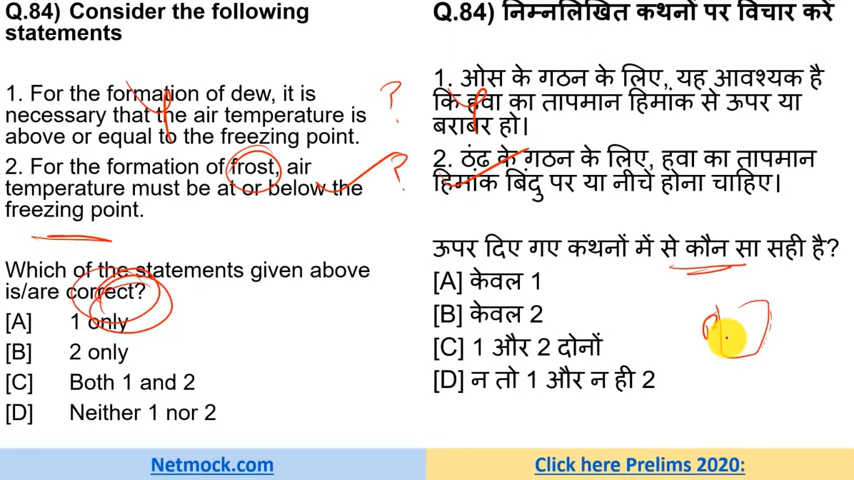 Q.84) Consider the following
statements
1. For the formation of dew, it is
necessary that the air temperature is
above or equal to the freezing point.
2. For the formation of frost, air
temperature must be at or below the
freezing point.
Which of the statements given above
is/are correct?
[A] 1 only
[B] 2 only
[C] Both 1 and 2
[D] Neither 1 nor 2
Netmock.com
Q.84) निम्नलिखित कथनों पर विचार करें
1. ओस के गठन के लिए, यह आवश्यक है
कि हवा का तापमान हिमांक से ऊपर या
बराबर हो।
2. ठंढ के गठन के लिए, हवा का तापमान
हिमांक बिंदु पर या नीचे होना चाहिए।
ऊपर दिए गए कथनों में से कौन सा सही है?
[A] केवल 1
[B] केवल 2
[C] 1 और 2 दोनों
[D] न तो 1 और न ही 2
Click here Prelims 2020: